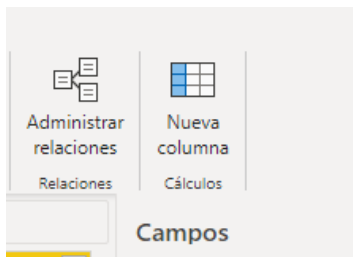 Administrar
relaciones
Nueva
columna
Relaciones
Cálculos
Campos